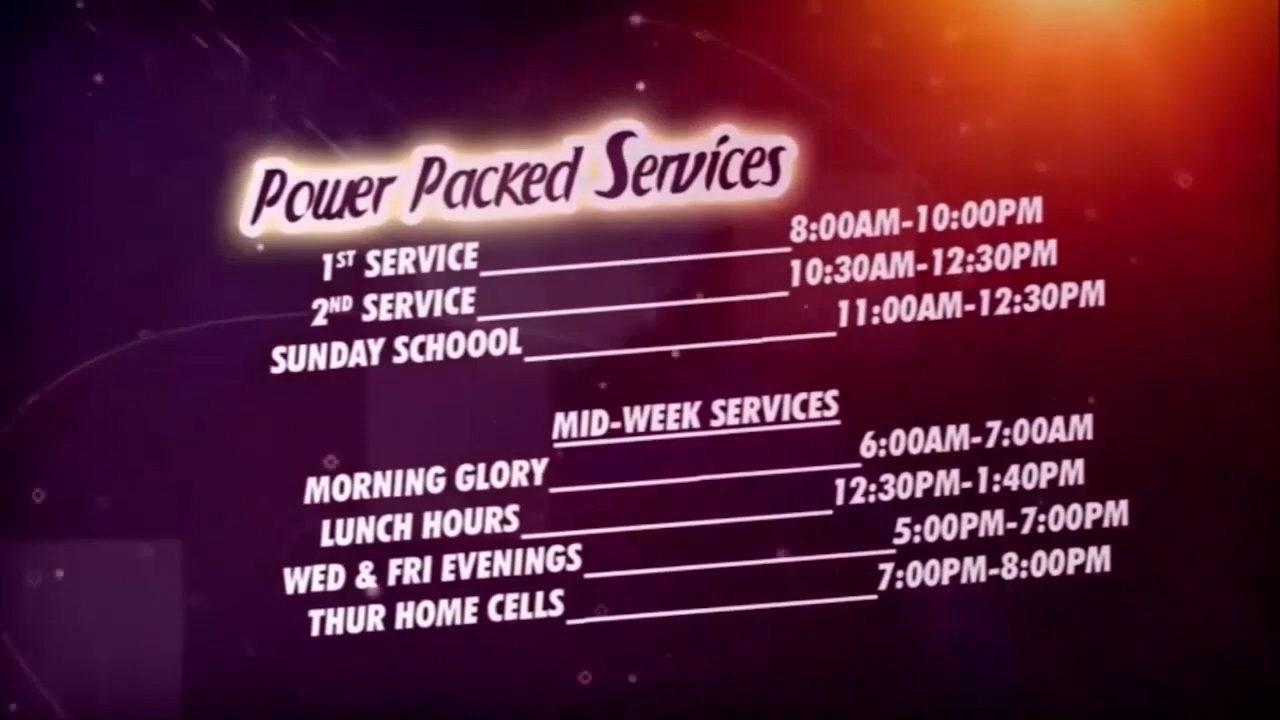 Power Packed Services
1ST SERVICE 8:00AM-10:00PM
2ND SERVICE 10:30AM-12:30PM
SUNDAY SCHOOOL 11:00AM-12:30PM
MID-WEEK SERVICES
MORNING GLORY 6:00AM-7:00AM
LUNCH HOURS 12:30PM-1:40PM
WED & FRI EVENINGS 5:00PM-7:00PM
THUR HOME CELLS 7:00PM-8:00PM